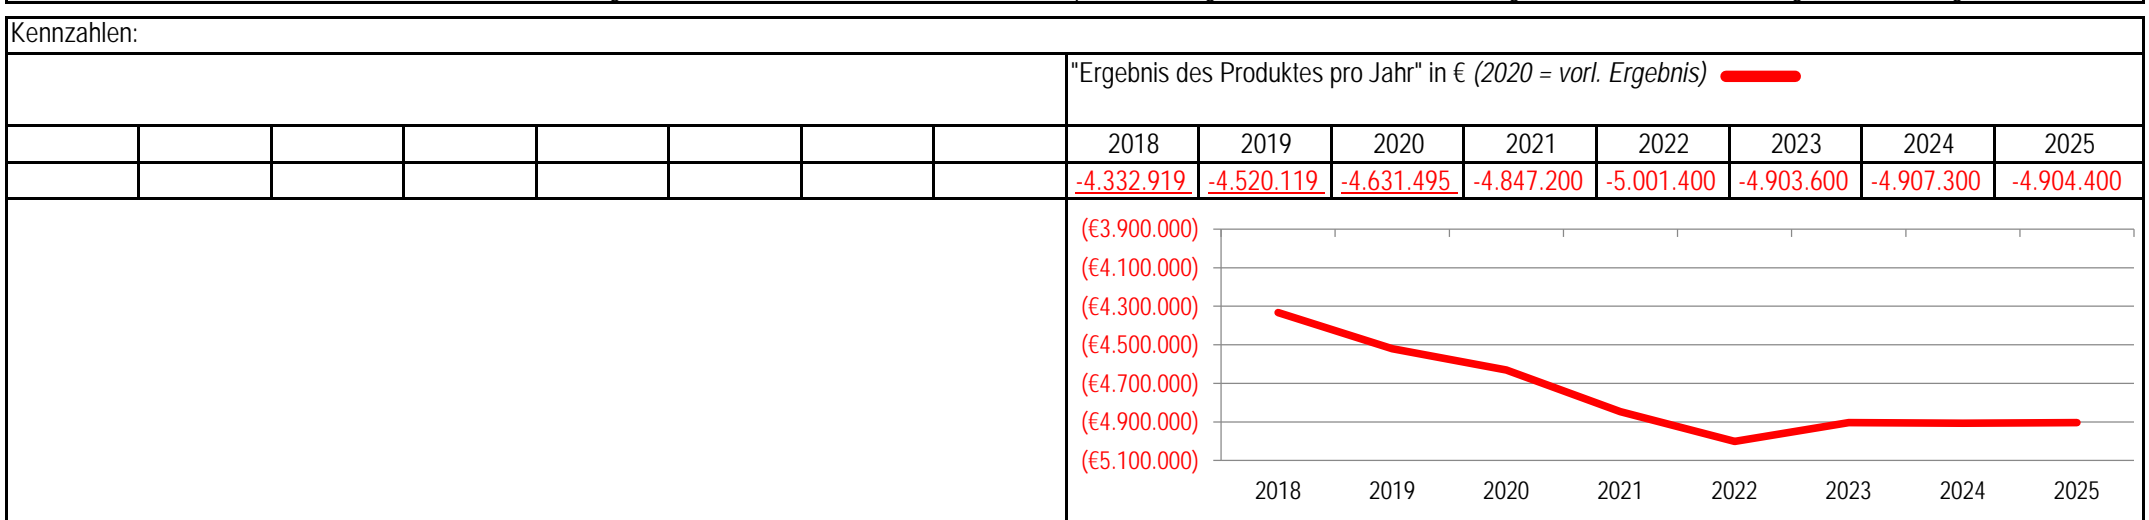 Kennzahlen:
"Ergebnis des Produktes pro Jahr" in € (2020 = vorl. Ergebnis)
2018 2019 2020 2021 2022 2023 2024 2025
-4.332.919 -4.520.119 -4.631.495 -4.847.200 -5.001.400 -4.903.600 -4.907.300 -4.904.400
(€3.900.000)
(€4.100.000)
(€4.300.000)
(€4.500.000)
(€4.700.000)
(€4.900.000)
(€5.100.000)
2018 2019 2020 2021 2022 2023 2024 2025